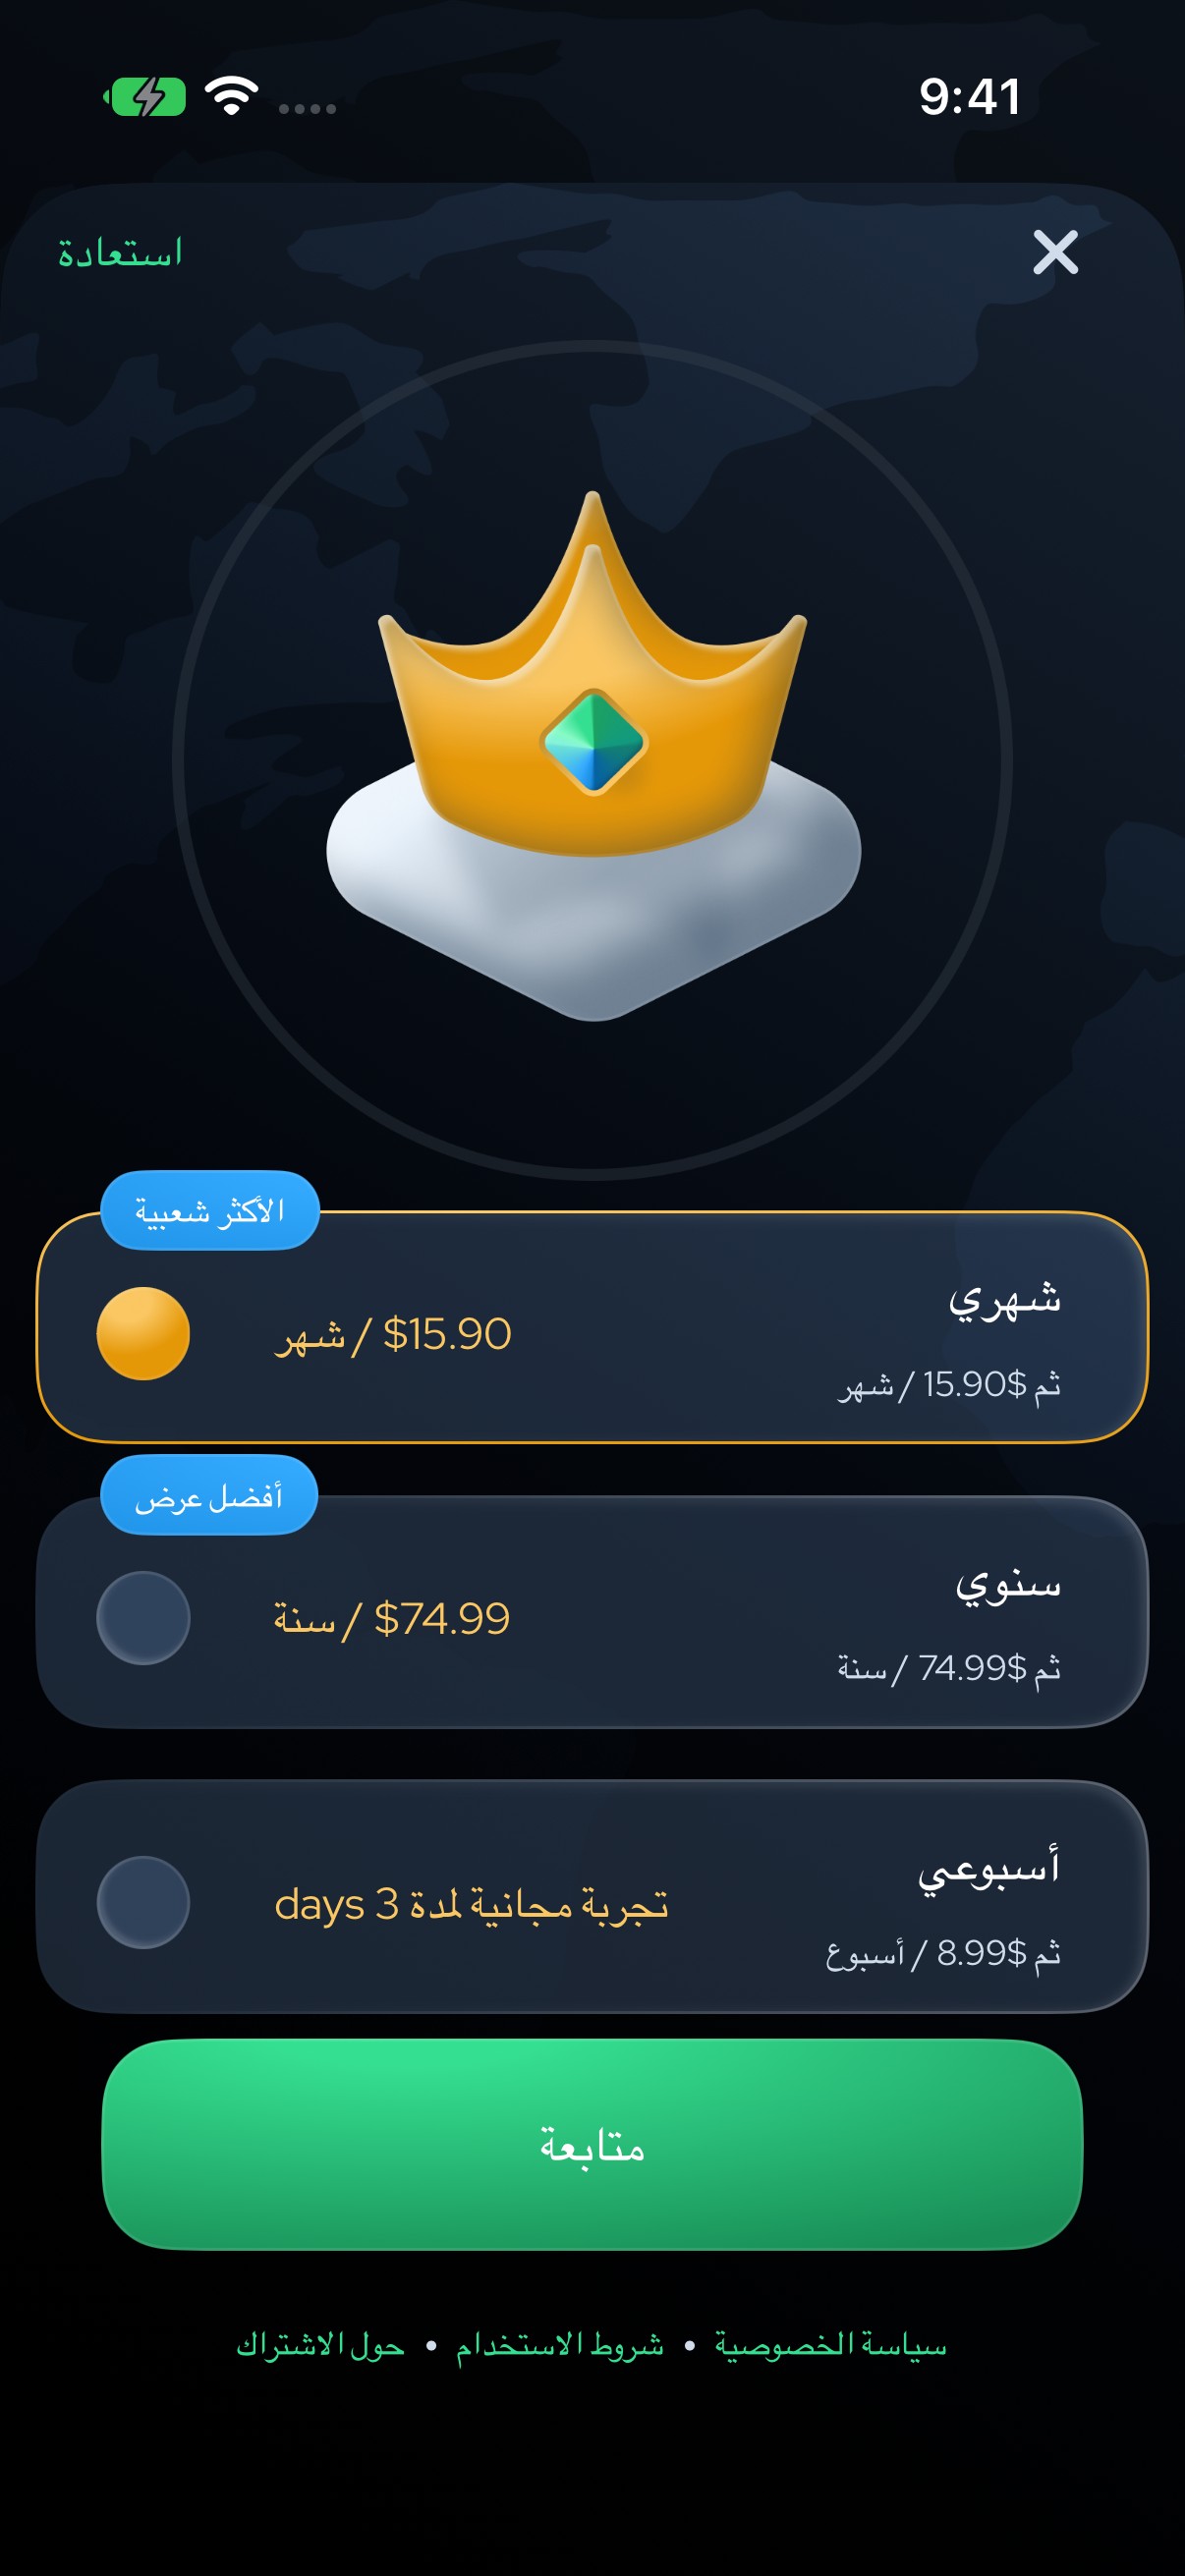 9:41
استعادة
الأكثر شعبية
شهري
$15.90 / شهر
ثم 15.90$ / شهر
أفضل عرض
سنوي
$74.99 / سنة
ثم 74.99$ / سنة
أسبوعي
تجربة مجانية لمدة 3 days
ثم 8.99$ / أسبوع
متابعة
سياسة الخصوصية • شروط الاستخدام • حول الاشتراك